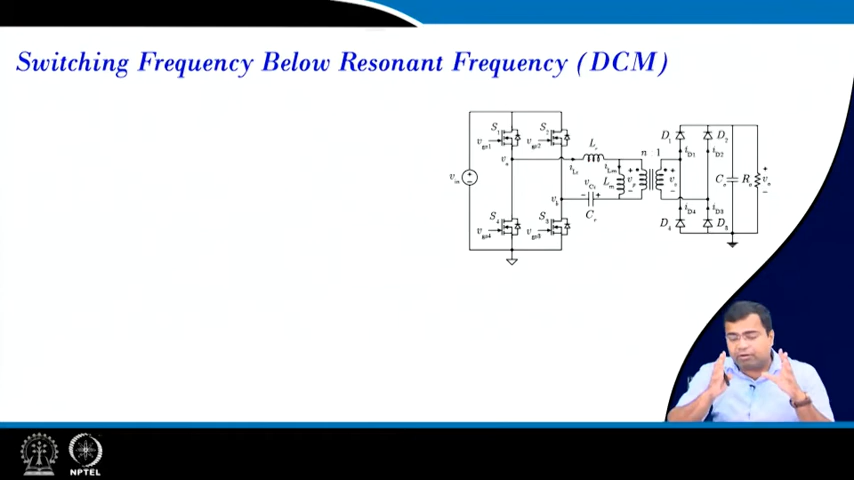 Switching Frequency Below Resonant Frequency (DCM)
S1
S2
vgs1
vgs2
va
Lr
n 1
iLr
iLm
Lm
vCr
vp
vs
vin
vb
Cr
D1
D2
iD1
iD2
Co
Ro
vo
S4
S3
vgs4
vgs3
iD4
iD3
D4
D3
NPTEL